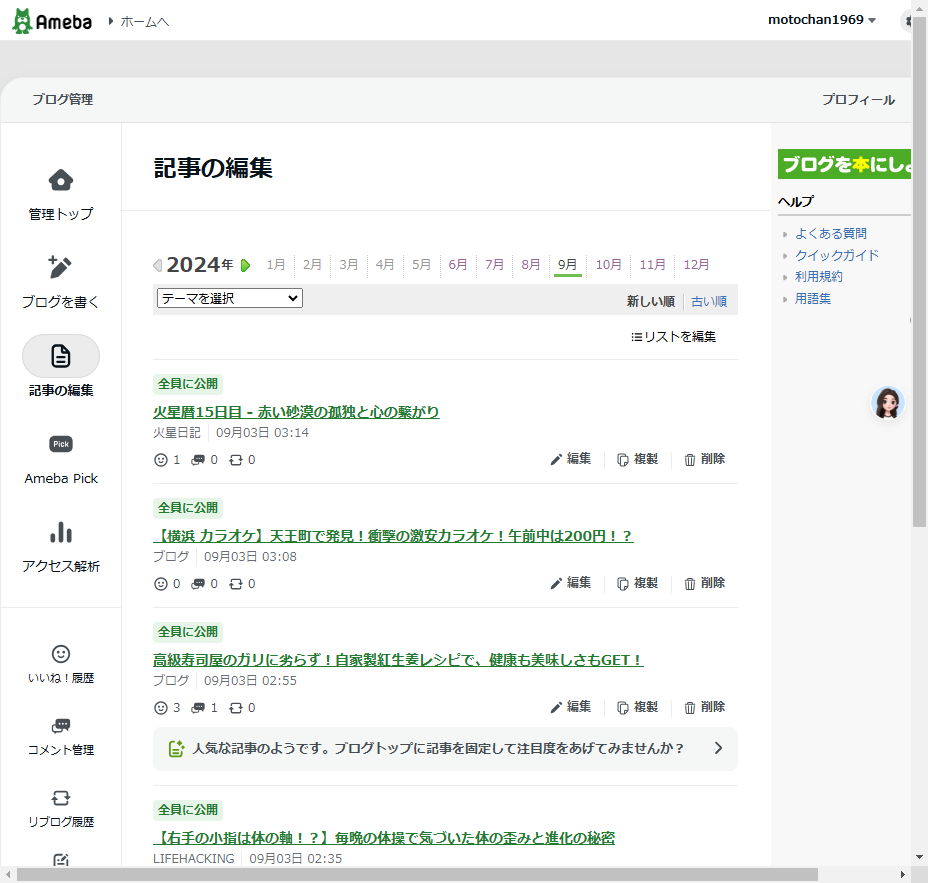 Ameba ホームへ motochan1969
ブログ管理 プロフィール
記事の編集
管理トップ
ブログを書く
記事の編集
Pick
Ameba Pick
アクセス解析
いいね！履歴
コメント管理
リブログ履歴
2024年 1月 2月 3月 4月 5月 6月 7月 8月 9月 10月 11月 12月
テーマを選択 新しい順 古い順
リストを編集
全員に公開
火星暦15日目 - 赤い砂漠の孤独と心の繋がり
火星日記 09月03日 03:14
1 0 0 編集 複製 削除
全員に公開
【横浜 カラオケ】天王町で発見！衝撃の激安カラオケ！午前中は200円！？
ブログ 09月03日 03:08
0 0 0 編集 複製 削除
全員に公開
高級寿司屋のガリに劣らず！自家製紅生姜レシピで、健康も美味しさもGET！
ブログ 09月03日 02:55
3 1 0 編集 複製 削除
人気な記事のようです。ブログトップに記事を固定して注目度をあげてみませんか？
全員に公開
【右手の小指は体の軸！？】毎晩の体操で気づいた体の歪みと進化の秘密
LIFEHACKING 09月03日 02:35
ブログを本にし
ヘルプ
よくある質問
クイックガイド
利用規約
用語集